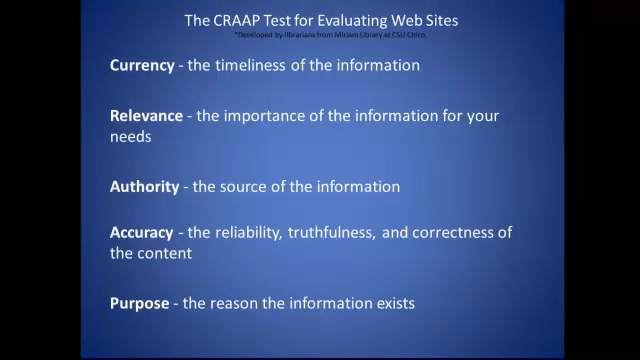 The CRAAP Test for Evaluating Web Sites
*Developed by librarians from Miriam Library at CSU Chico,
Currency - the timeliness of the information
Relevance - the importance of the information for your
needs
Authority - the source of the information
Accuracy - the reliability, truthfulness, and correctness of
the content
Purpose - the reason the information exists